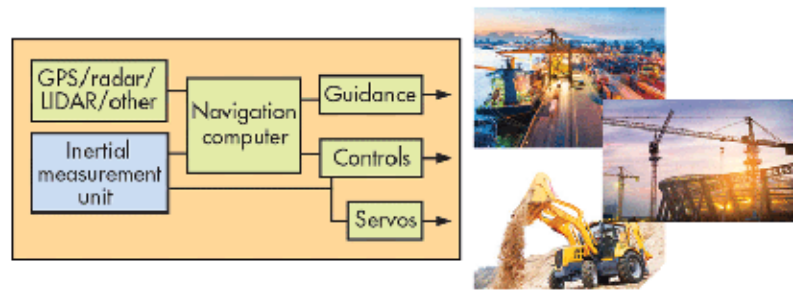 GPS/radar/
LIDAR/other
Inertial
measurement
unit
Navigation
computer
Guidance
Controls
Servos